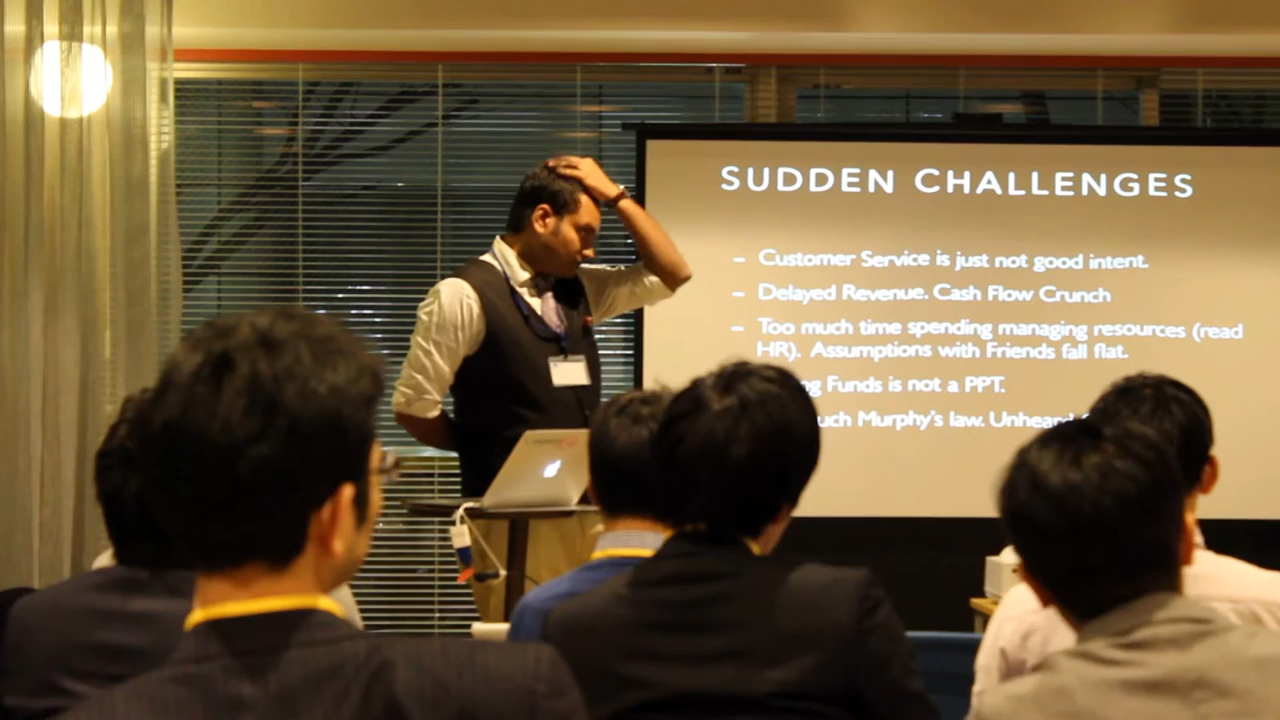 SUDDEN CHALLENGES
– Customer Service is just not good intent.
– Delayed Revenue. Cash Flow Crunch
– Too much time spending managing resources (read
HR). Assumptions with Friends fall flat.
Funds is not a PPT.
Murphy's law. Unheard